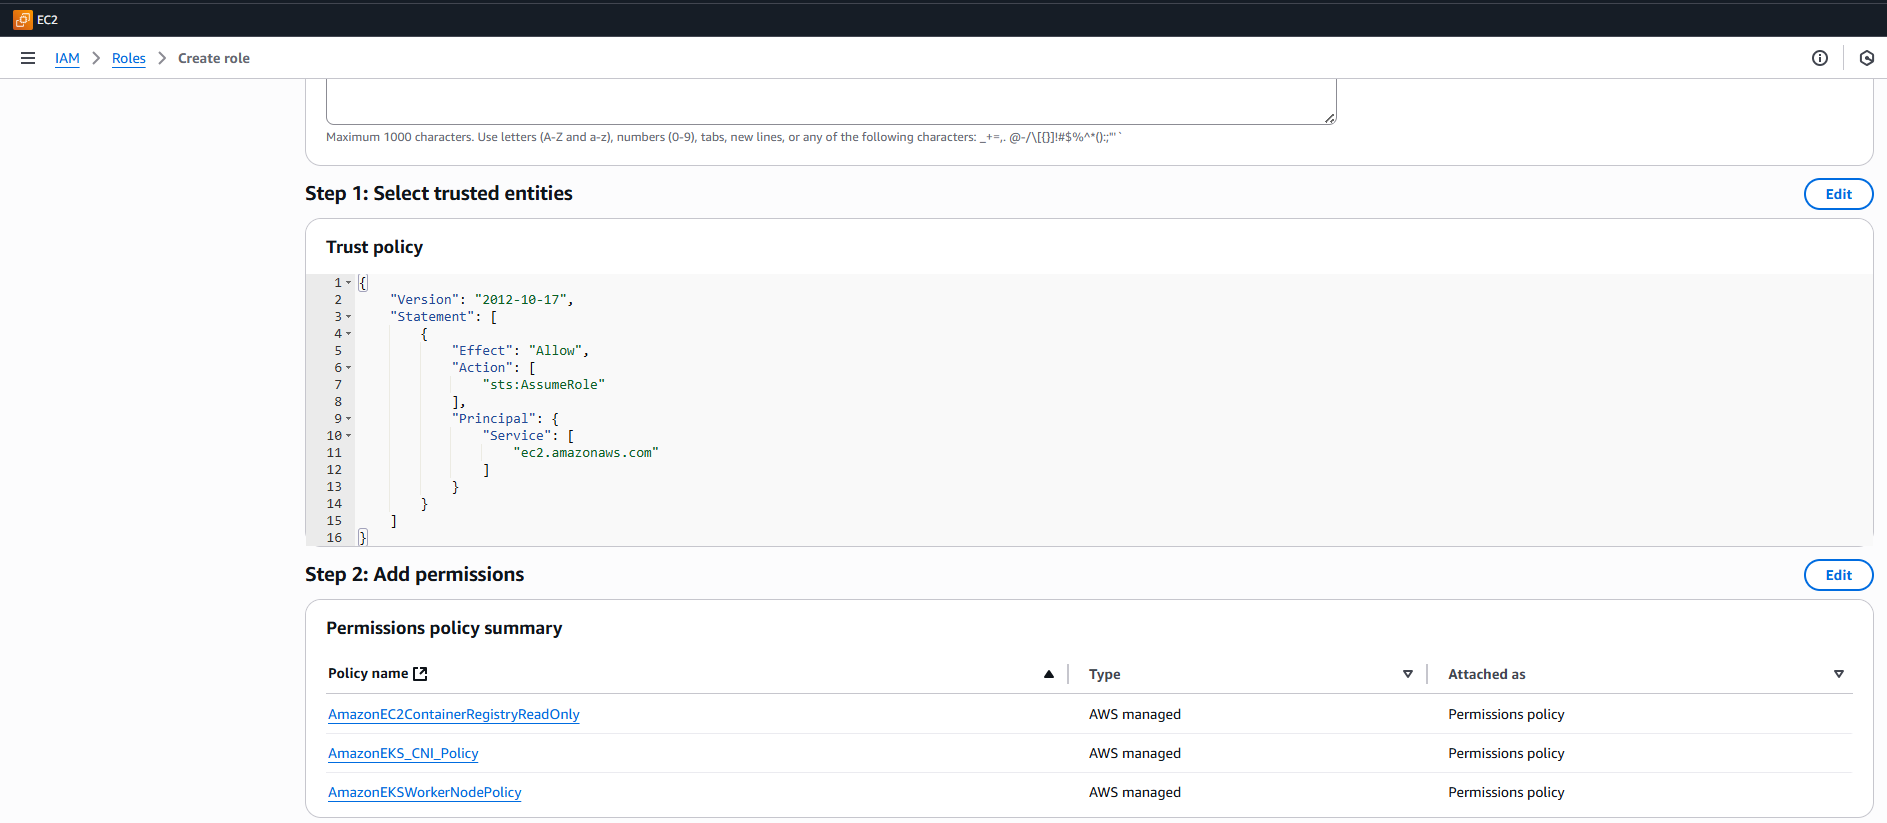 EC2
IAM > Roles > Create role
Maximum 1000 characters. Use letters (A-Z and a-z), numbers (0-9), tabs, new lines, or any of the following characters: _+=,. @-/\[{}]!#$%^*();:"'`
Step 1: Select trusted entities
Edit
Trust policy
1 {
2     "Version": "2012-10-17",
3     "Statement": [
4         {
5             "Effect": "Allow",
6             "Action": [
7                 "sts:AssumeRole"
8             ],
9             "Principal": {
10                 "Service": [
11                     "ec2.amazonaws.com"
12                 ]
13             }
14         }
15     ]
16 }
Step 2: Add permissions
Edit
Permissions policy summary
Policy name Type Attached as
AmazonEC2ContainerRegistryReadOnly AWS managed Permissions policy
AmazonEKS_CNI_Policy AWS managed Permissions policy
AmazonEKSWorkerNodePolicy AWS managed Permissions policy